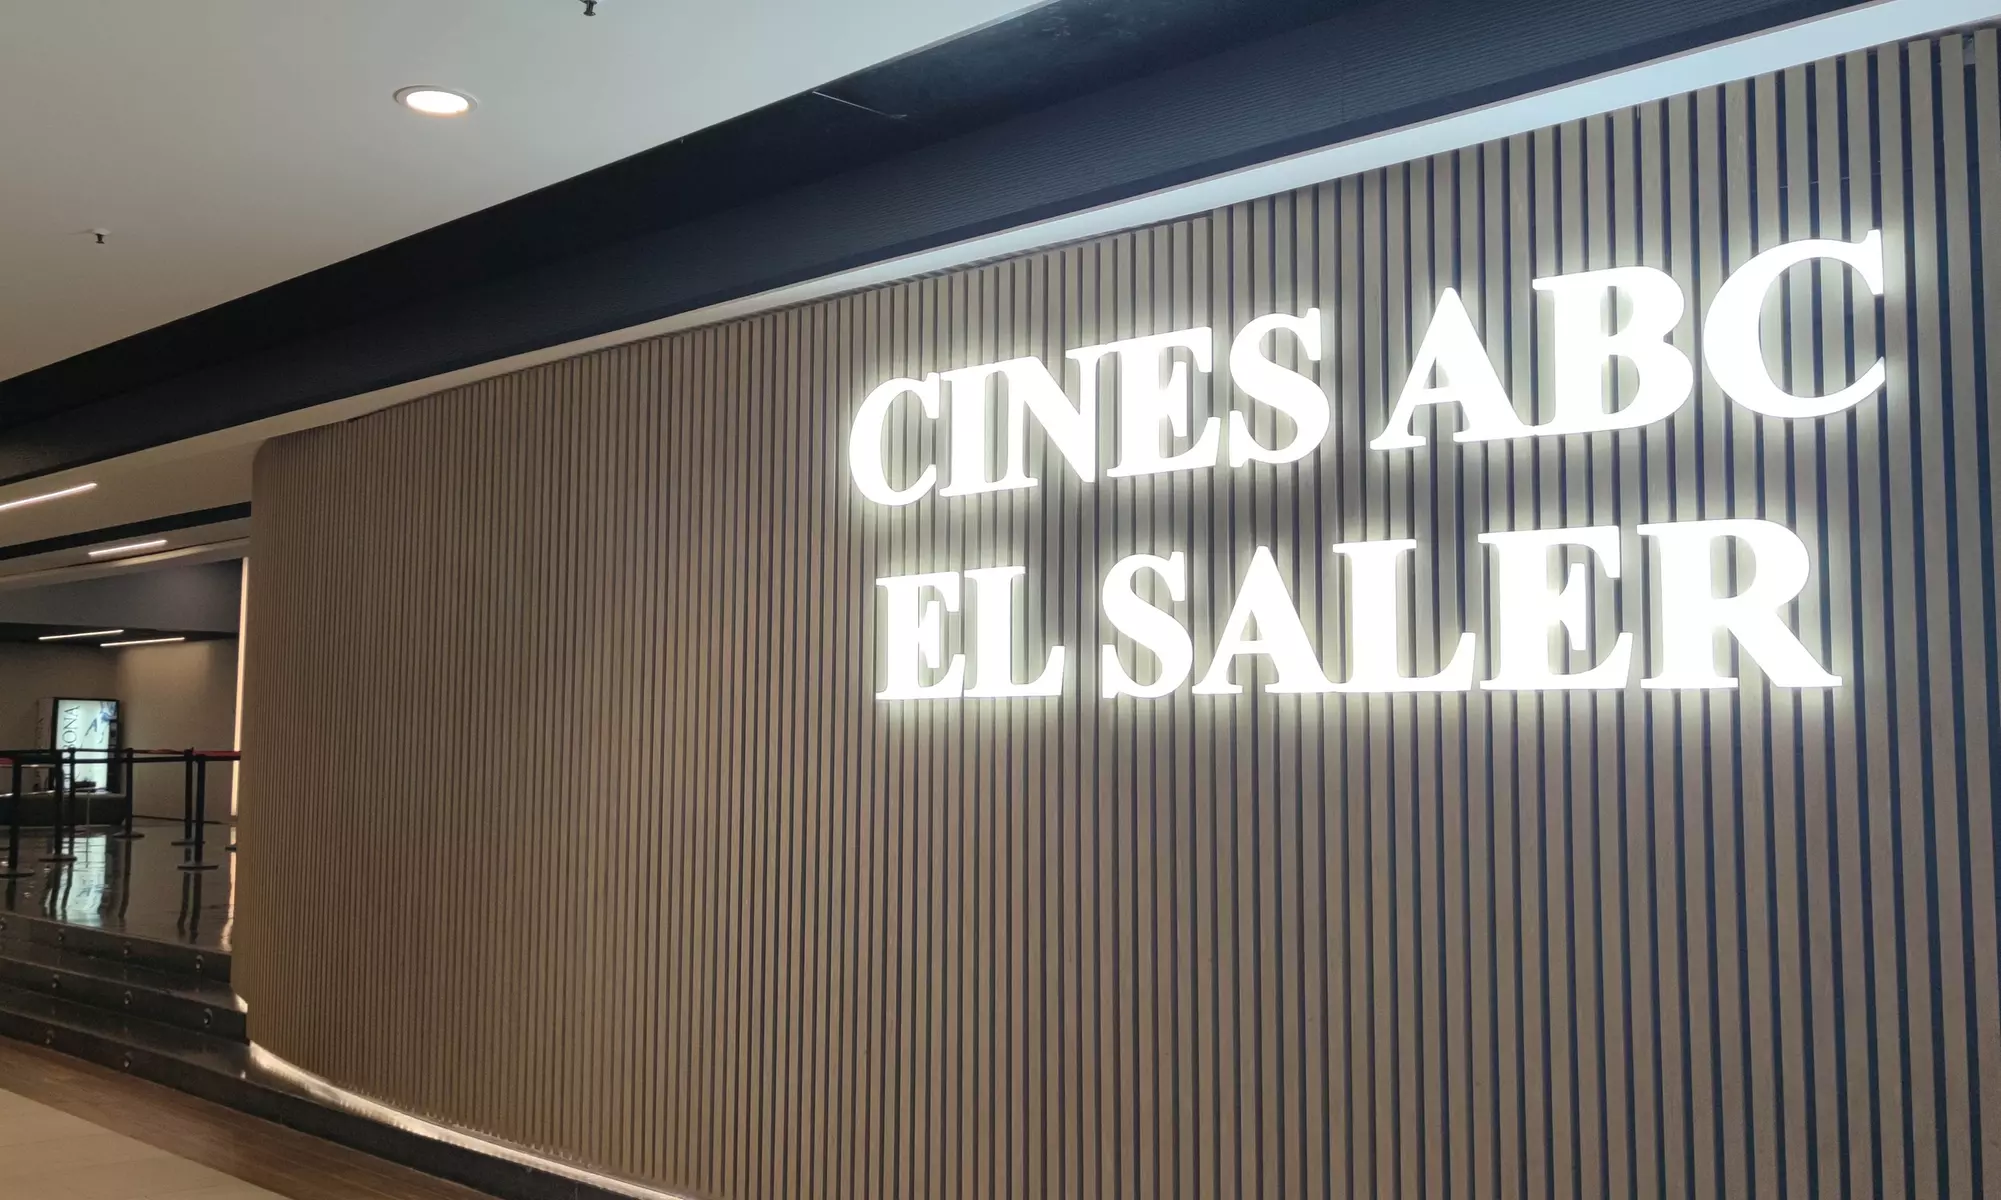 CINES ABC
EL SALER